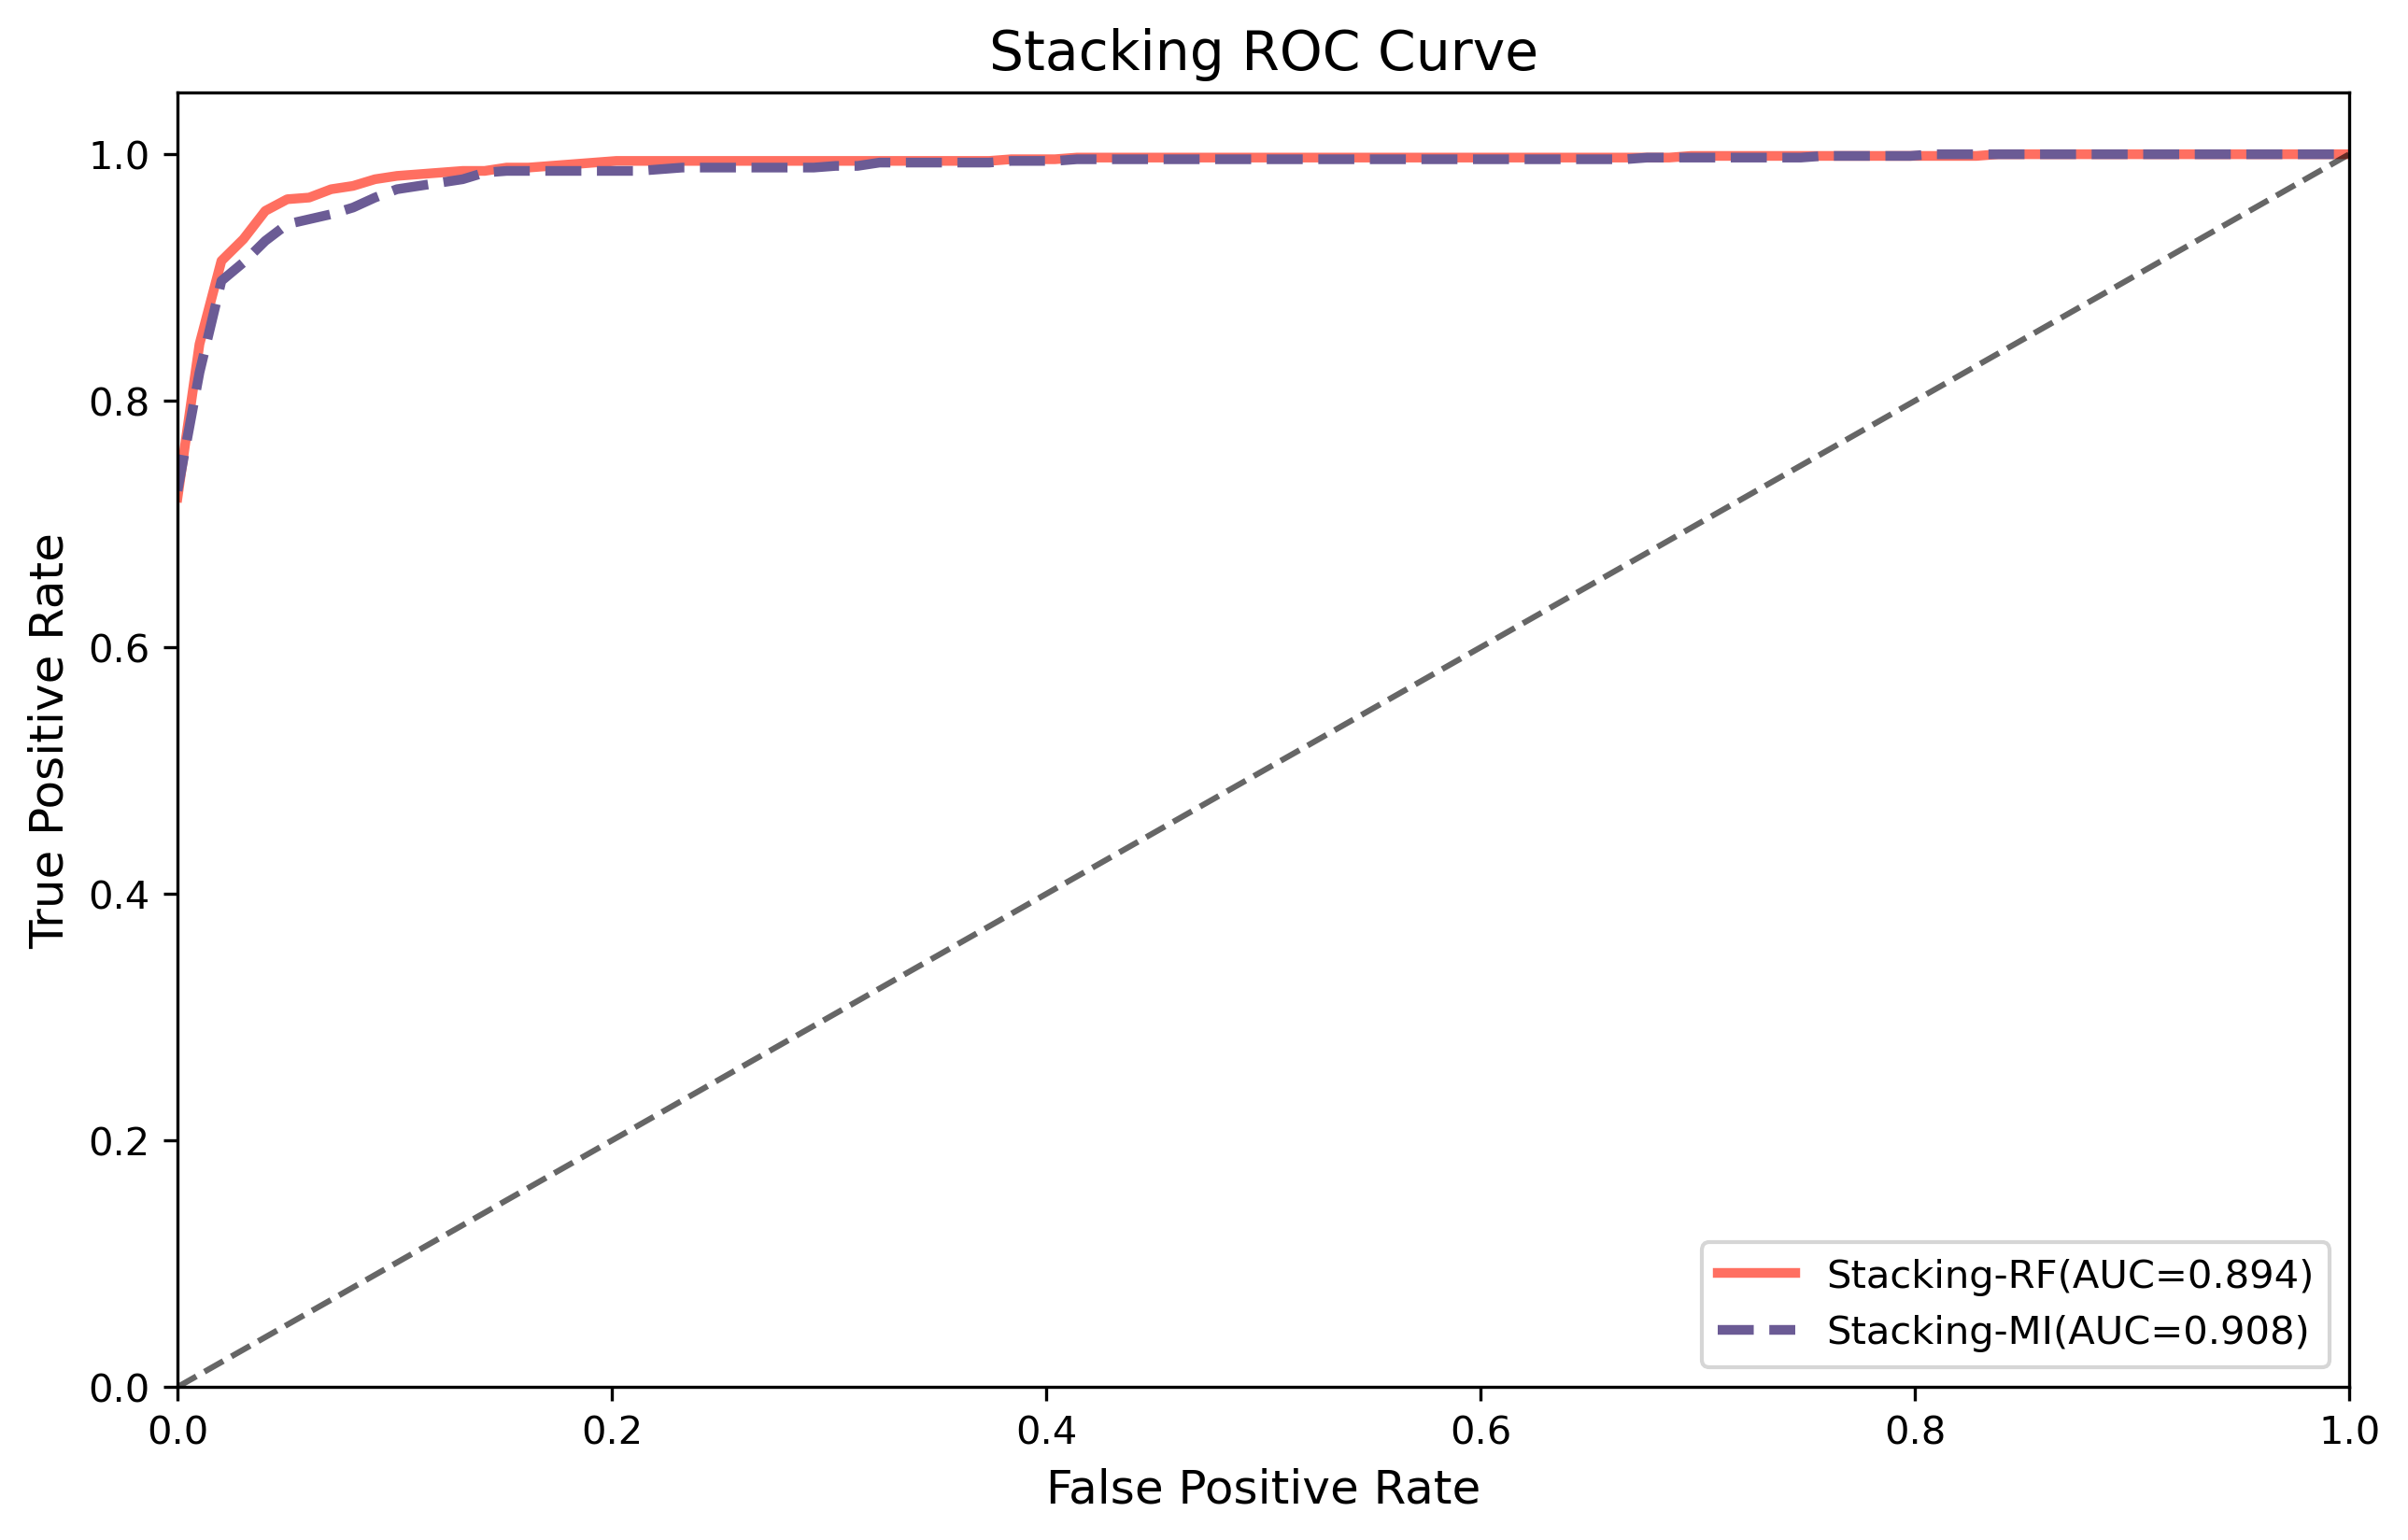 Stacking ROC Curve
True Positive Rate
1.0
0.8
0.6
0.4
0.2
0.0
0.0 0.2 0.4 0.6 0.8 1.0
False Positive Rate
Stacking-RF(AUC=0.894)
Stacking-MI(AUC=0.908)